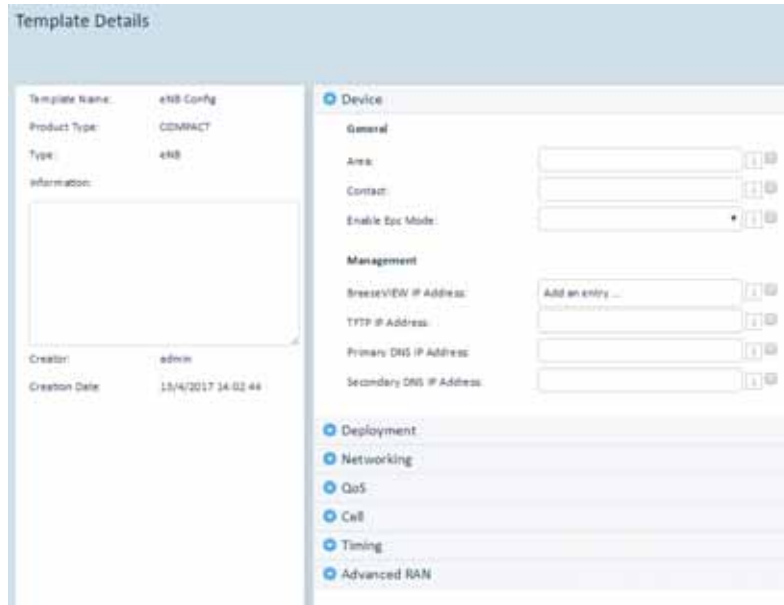 Template Details
Template Name: eNB Config
Product Type: COMPACT
Type: eNB
Information:
Creator: admin
Creation Date: 13/4/2017 14:02:44
Device
General
Area:
Contact:
Enable Epc Mode:
Management
BreezeVIEW IP Address: Add an entry ...
TFTP IP Address:
Primary DNS IP Address:
Secondary DNS IP Address:
Deployment
Networking
QoS
Cell
Timing
Advanced RAN